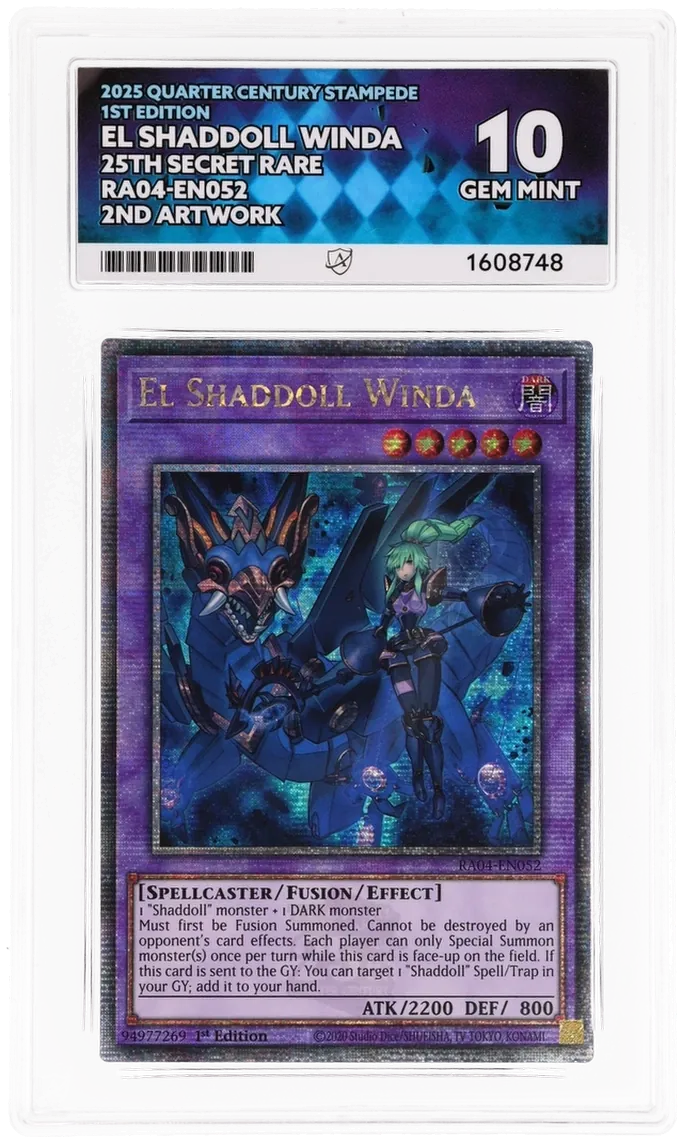 2025 QUARTER CENTURY STAMPEDE
1ST EDITION
EL SHADDOLL WINDA
25TH SECRET RARE
RA04-EN052
2ND ARTWORK
10
GEM MINT
1608748
EL SHADDOLL WINDA
DARK
闇
RA04-EN052
[SPELLCASTER/FUSION/EFFECT]
1 "Shaddoll" monster + 1 DARK monster
Must first be Fusion Summoned. Cannot be destroyed by an
opponent's card effects. Each player can only Special Summon
monster(s) once per turn while this card is face-up on the field. If
this card is sent to the GY: You can target 1 "Shaddoll" Spell/Trap in
your GY; add it to your hand.
ATK/2200 DEF/ 800
94977269 1st Edition
©2020 Studio Dice/SHUEISHA, TV TOKYO, KONAMI